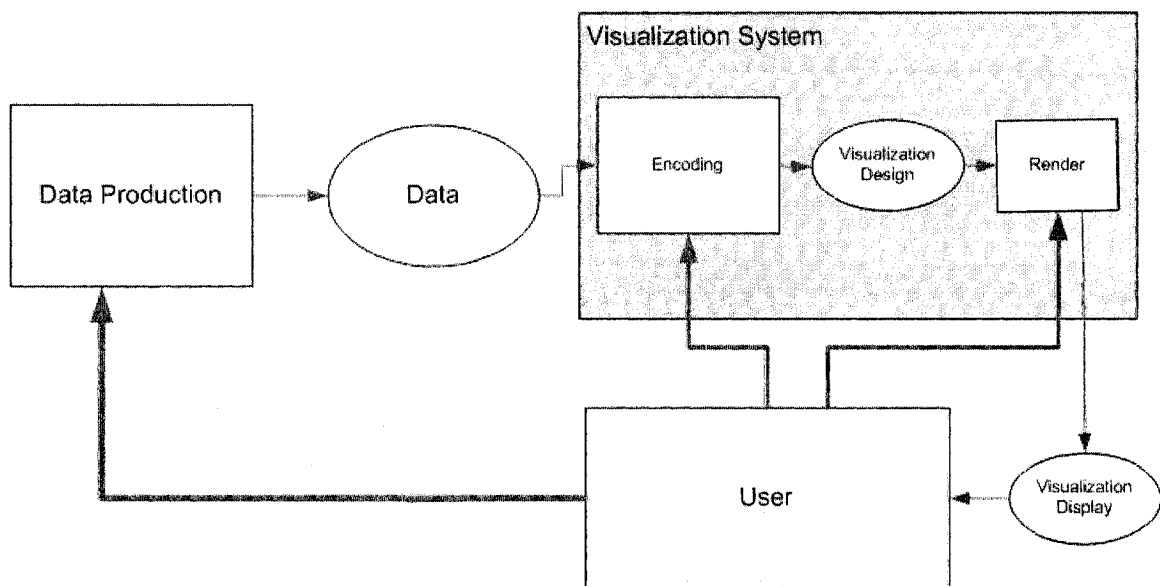 Visualization System
Data Production
Data
Encoding
Visualization
Design
Render
User
Visualization
Display